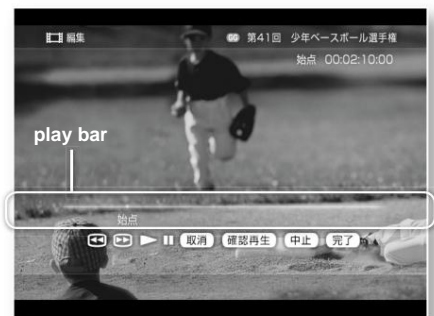 編集 GG 第41回 少年ベースボール選手権
始点 00:02:10:00
play bar
始点
取消 確認再生 中止 完了